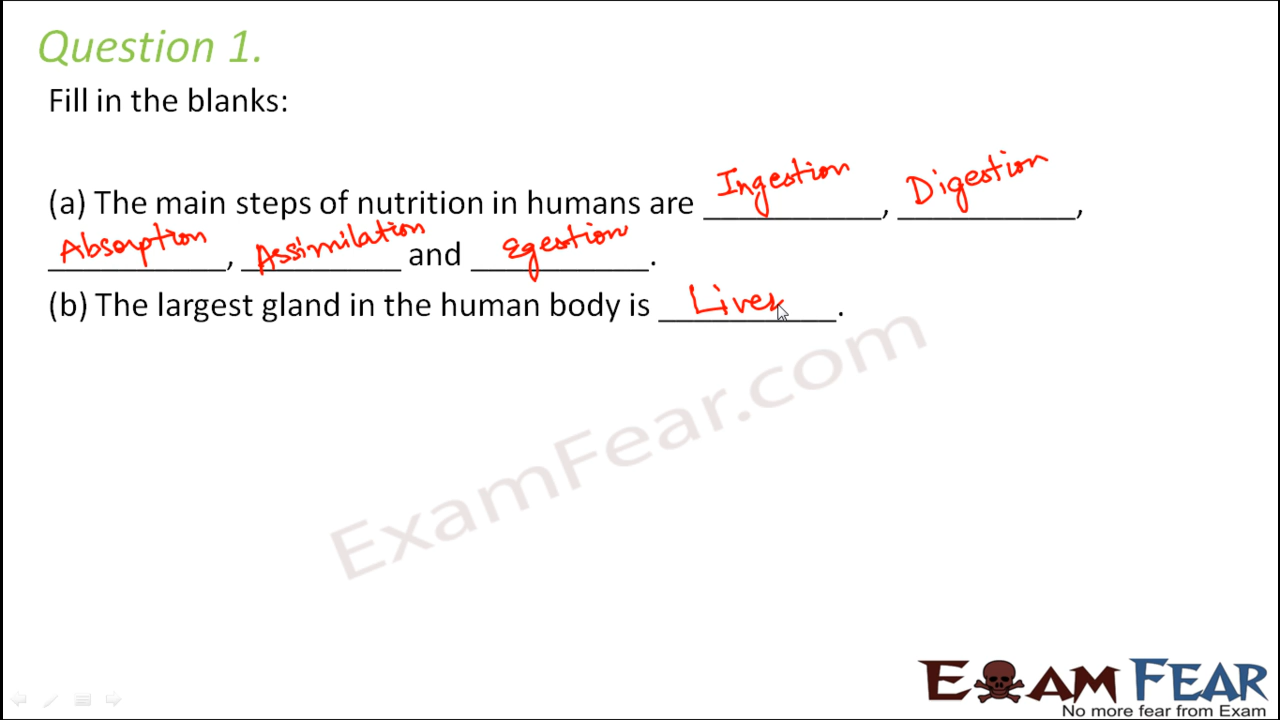 Question 1.
Fill in the blanks:
(a) The main steps of nutrition in humans are Ingestion, Digestion,
Absorption, Assimilation and Egestion.
(b) The largest gland in the human body is Liver.
ExamFear.com
EXAM FEAR
No more fear from Exam